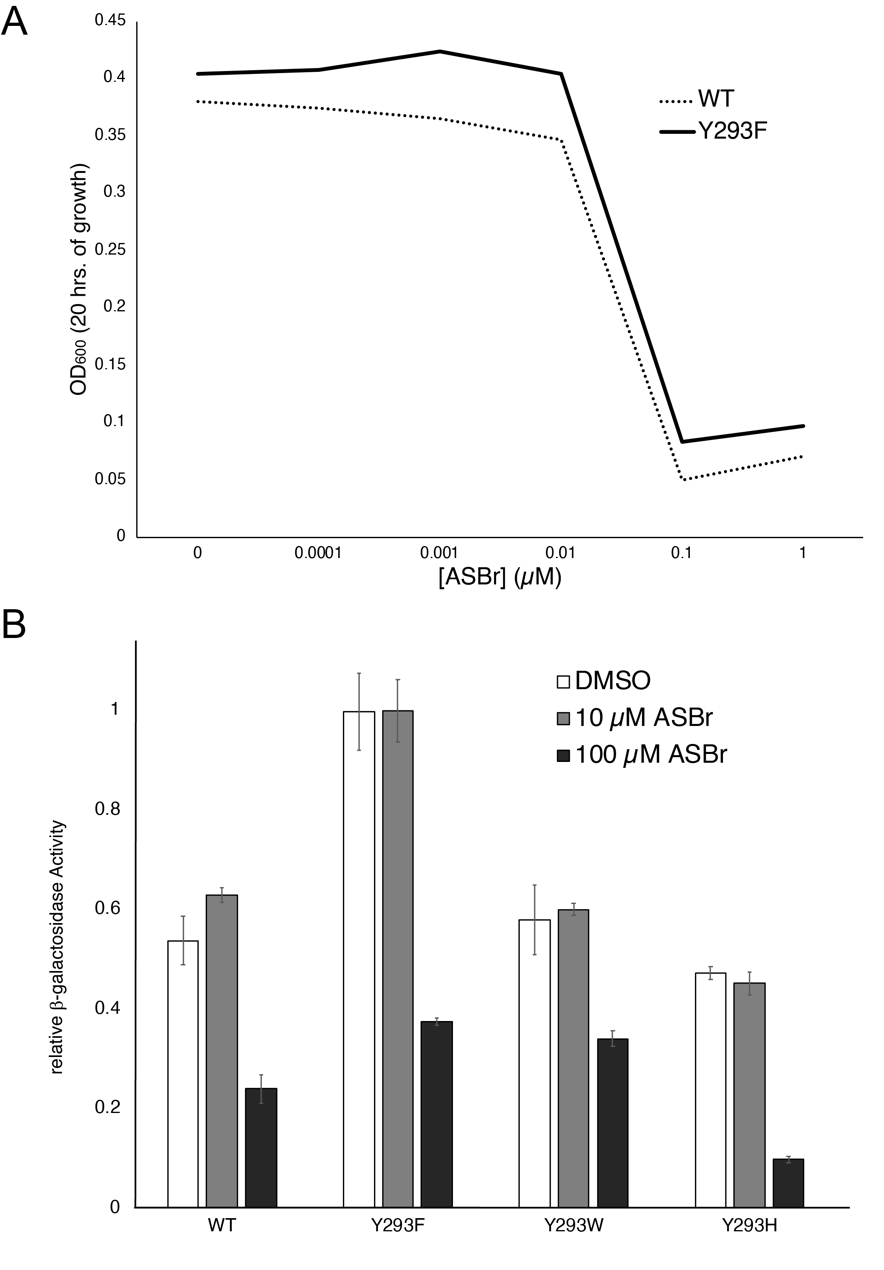 A
0.45
0.4
0.35
0.3
0.25
0.2
0.15
0.1
0.05
0
OD600 (20 hrs. of growth)
WT
Y293F
0 0.0001 0.001 0.01 0.1 1
[ASBr] (µM)
B
1
0.8
0.6
0.4
0.2
0
relative β-galactosidase Activity
DMSO
10 µM ASBr
100 µM ASBr
WT Y293F Y293W Y293H